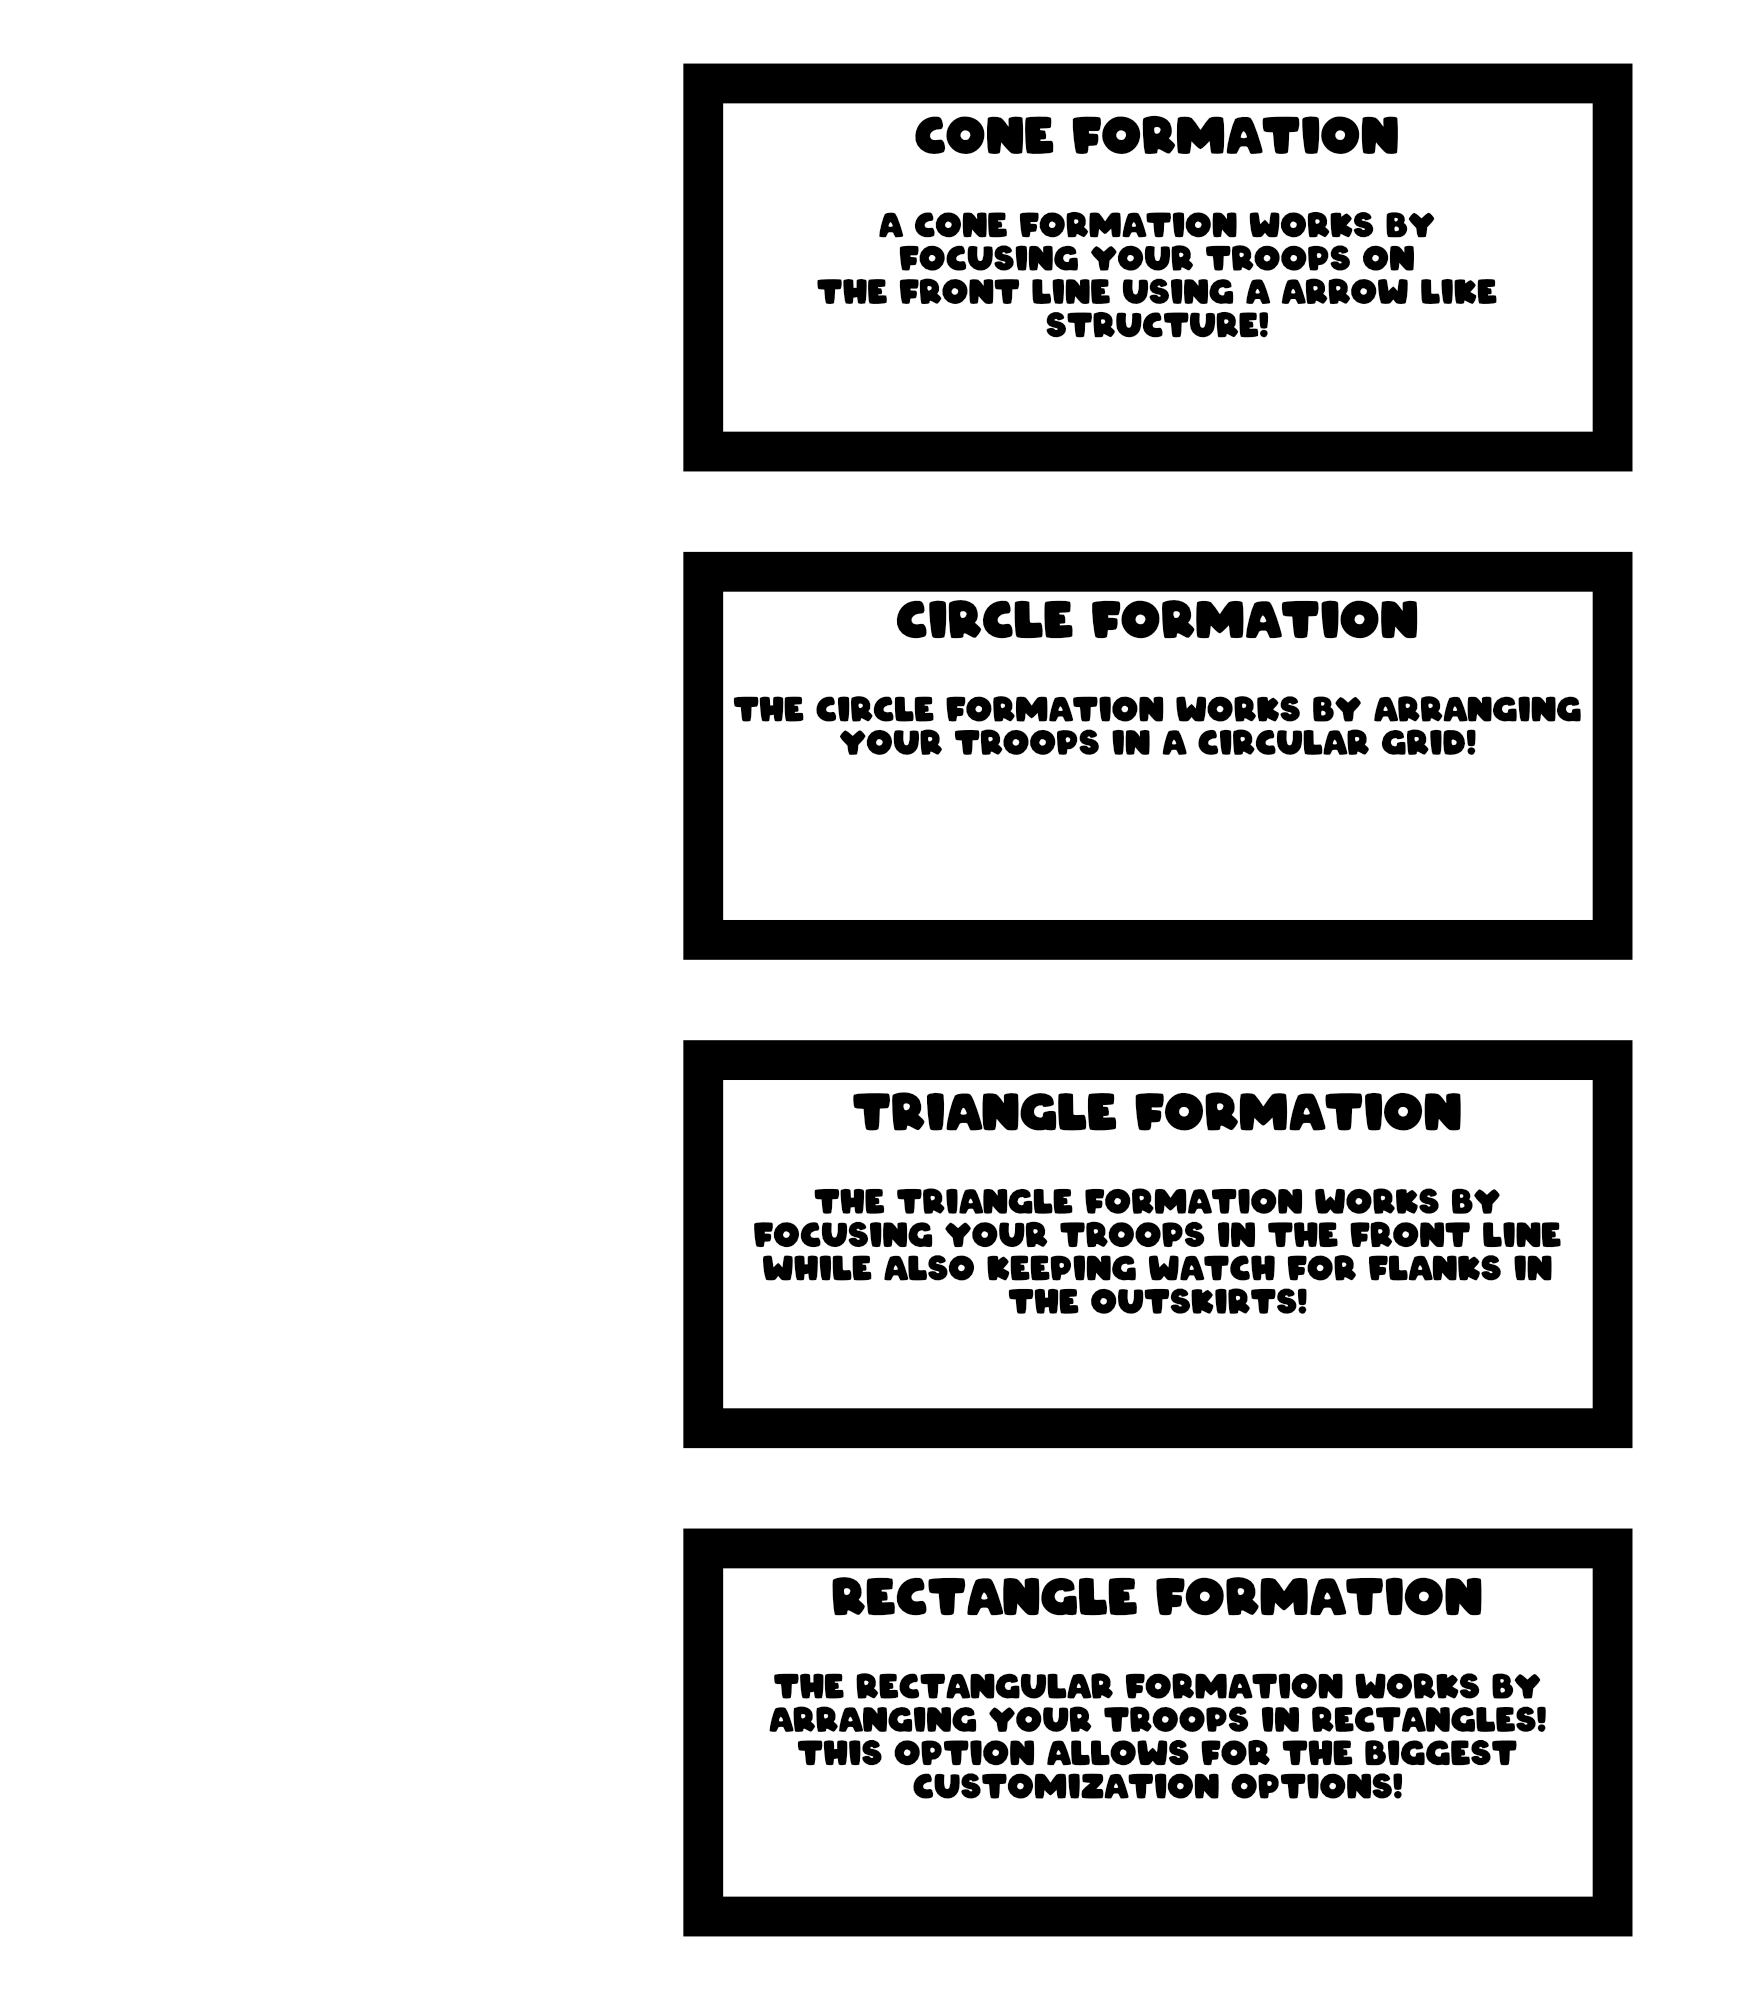 CONE FORMATION
A CONE FORMATION WORKS BY
FOCUSING YOUR TROOPS ON
THE FRONT LINE USING A ARROW LIKE
STRUCTURE!
CIRCLE FORMATION
THE CIRCLE FORMATION WORKS BY ARRANGING
YOUR TROOPS IN A CIRCULAR GRID!
TRIANGLE FORMATION
THE TRIANGLE FORMATION WORKS BY
FOCUSING YOUR TROOPS IN THE FRONT LINE
WHILE ALSO KEEPING WATCH FOR FLANKS IN
THE OUTSKIRTS!
RECTANGLE FORMATION
THE RECTANGULAR FORMATION WORKS BY
ARRANGING YOUR TROOPS IN RECTANGLES!
THIS OPTION ALLOWS FOR THE BIGGEST
CUSTOMIZATION OPTIONS!